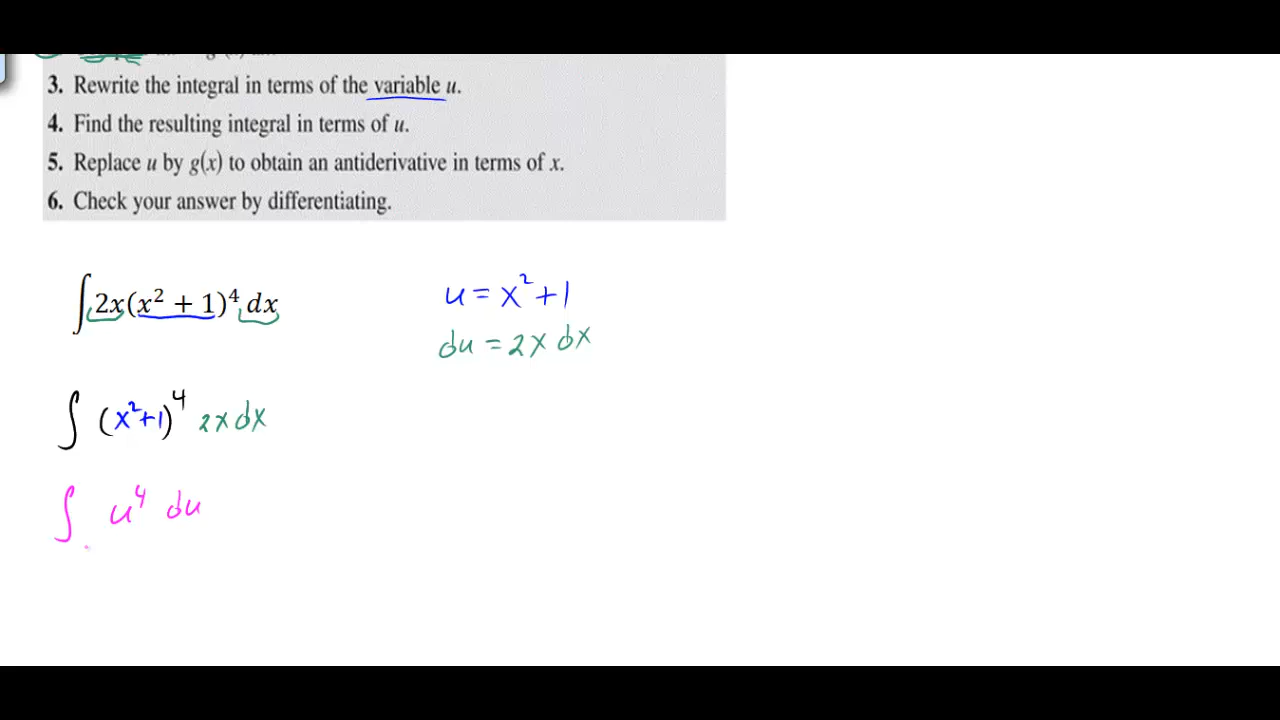 3. Rewrite the integral in terms of the variable u.
4. Find the resulting integral in terms of u.
5. Replace u by g(x) to obtain an antiderivative in terms of x.
6. Check your answer by differentiating.
∫2x(x² + 1)⁴ dx
u = x² + 1
du = 2x dx
∫ (x²+1)⁴ 2x dx
∫ u⁴ du